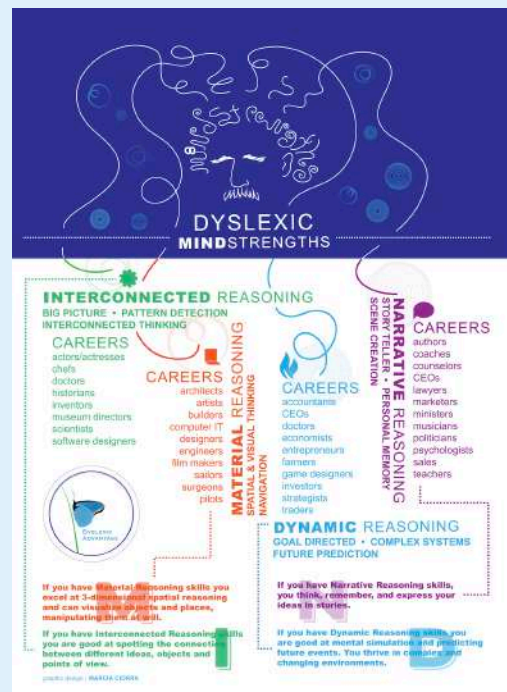 mindstrengths
DYSLEXIC
MINDSTRENGTHS
INTERCONNECTED REASONING
BIG PICTURE • PATTERN DETECTION
INTERCONNECTED THINKING
CAREERS
actors/actresses
chefs
doctors
historians
inventors
museum directors
scientists
software designers
CAREERS
architects
artists
builders
computer IT
designers
engineers
film makers
sailors
surgeons
pilots
MATERIAL REASONING
SPATIAL & VISUAL THINKING
NAVIGATION
CAREERS
accountants
CEOs
doctors
economists
entrepreneurs
farmers
game designers
investors
strategists
traders
DYNAMIC REASONING
GOAL DIRECTED • COMPLEX SYSTEMS
FUTURE PREDICTION
NARRATIVE REASONING
STORY TELLER • PERSONAL MEMORY
SCENE CREATION
CAREERS
authors
coaches
counselors
CEOs
lawyers
marketers
ministers
musicians
politicians
psychologists
sales
teachers
DYSLEXIC
ADVANTAGE
M
If you have Material Reasoning skills you
excel at 3-dimensional spatial reasoning
and can visualize objects and places,
manipulating them at will.
I
If you have Interconnected Reasoning skills
you are good at spotting the connection
between different ideas, objects and
points of view.
N
If you have Narrative Reasoning skills,
you think, remember, and express your
ideas in stories.
D
If you have Dynamic Reasoning skills you
are good at mental simulation and predicting
future events. You thrive in complex and
changing environments.
graphic design :